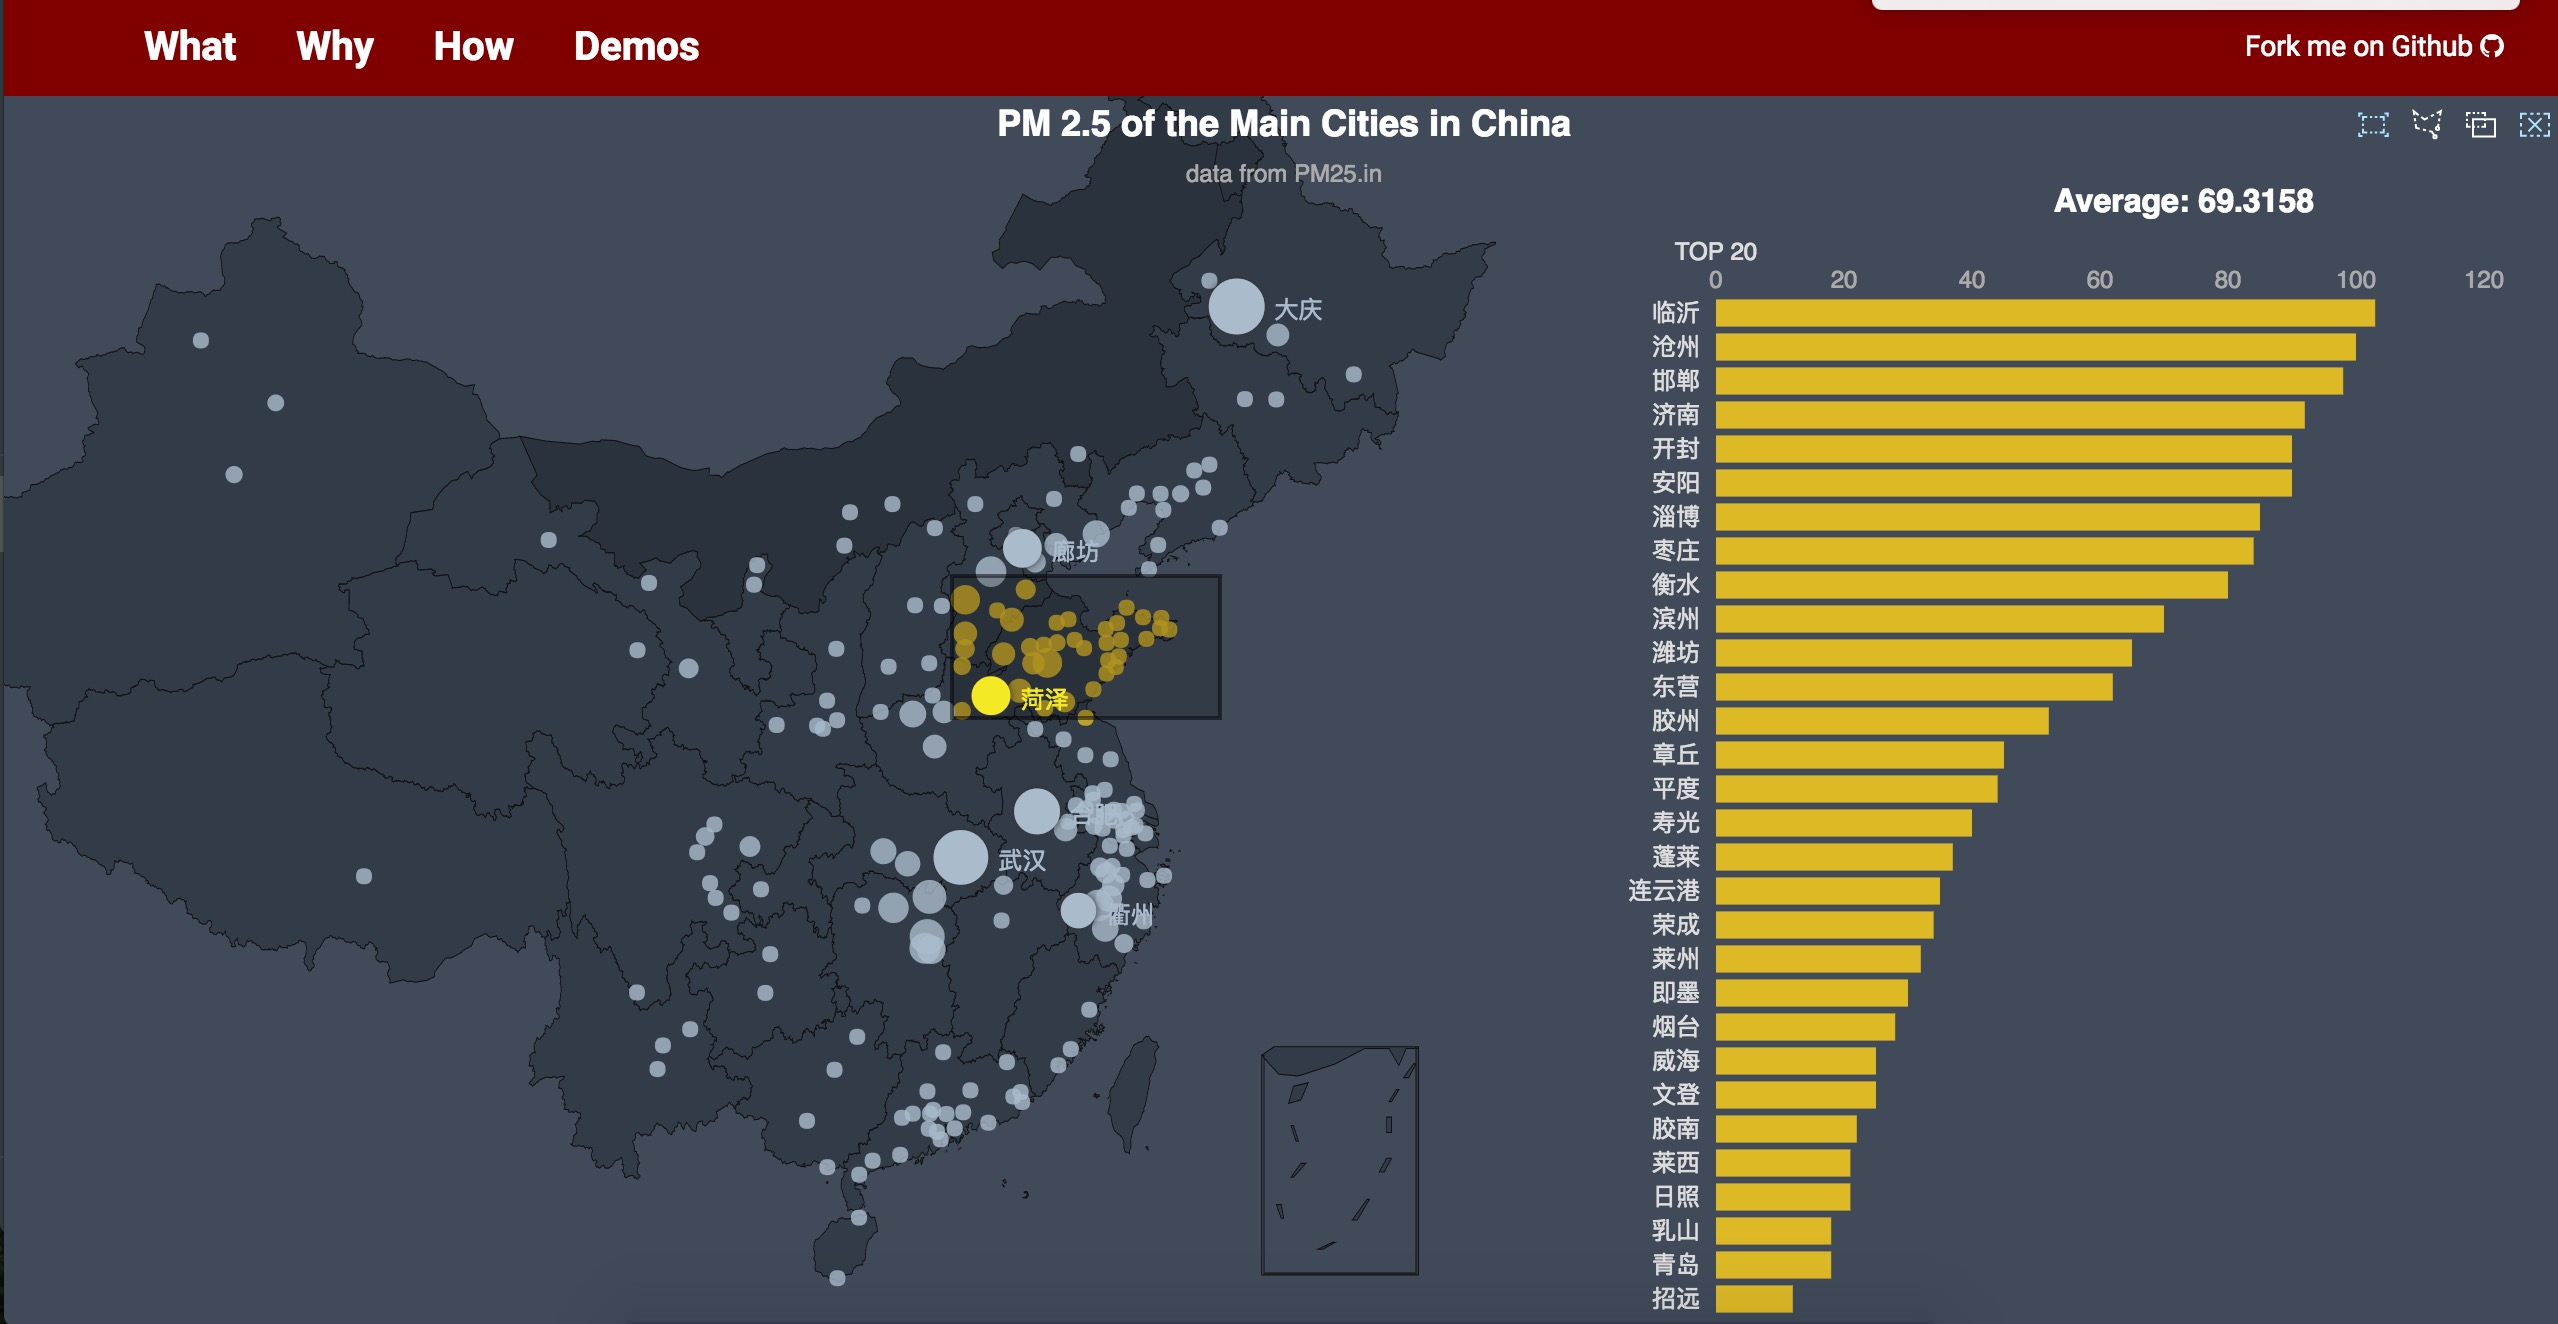 What Why How Demos Fork me on Github
PM 2.5 of the Main Cities in China
data from PM25.in
Average: 69.3158
TOP 20
0 20 40 60 80 100 120
临沂
沧州
邯郸
济南
开封
安阳
淄博
枣庄
衡水
滨州
潍坊
东营
胶州
章丘
平度
寿光
蓬莱
连云港
荣成
莱州
即墨
烟台
威海
文登
胶南
莱西
日照
乳山
青岛
招远
大庆
廊坊
菏泽
合肥
武汉
衢州